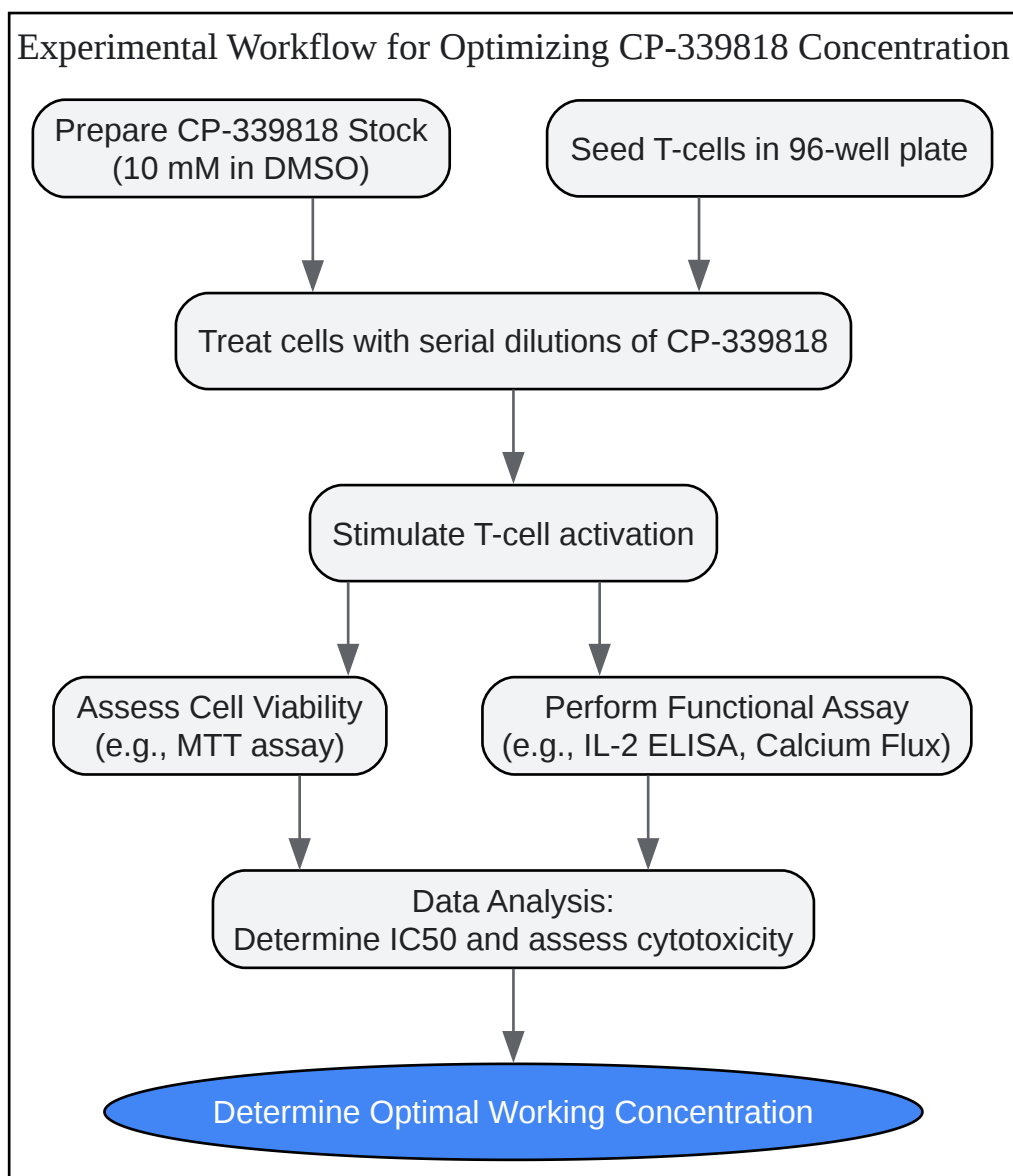 Experimental Workflow for Optimizing CP-339818 Concentration
Prepare CP-339818 Stock
(10 mM in DMSO)
Seed T-cells in 96-well plate
Treat cells with serial dilutions of CP-339818
Stimulate T-cell activation
Assess Cell Viability
(e.g., MTT assay)
Perform Functional Assay
(e.g., IL-2 ELISA, Calcium Flux)
Data Analysis:
Determine IC50 and assess cytotoxicity
Determine Optimal Working Concentration